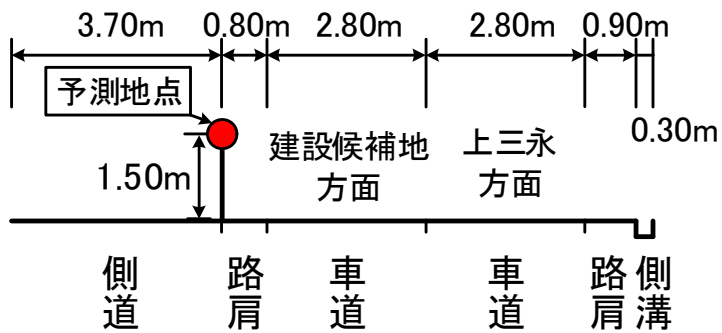 3.70m 0.80m 2.80m 2.80m 0.90m
予測地点
0.30m
建設候補地
方面
上三永
方面
1.50m
側道
路肩
車道
車道
路肩
側溝